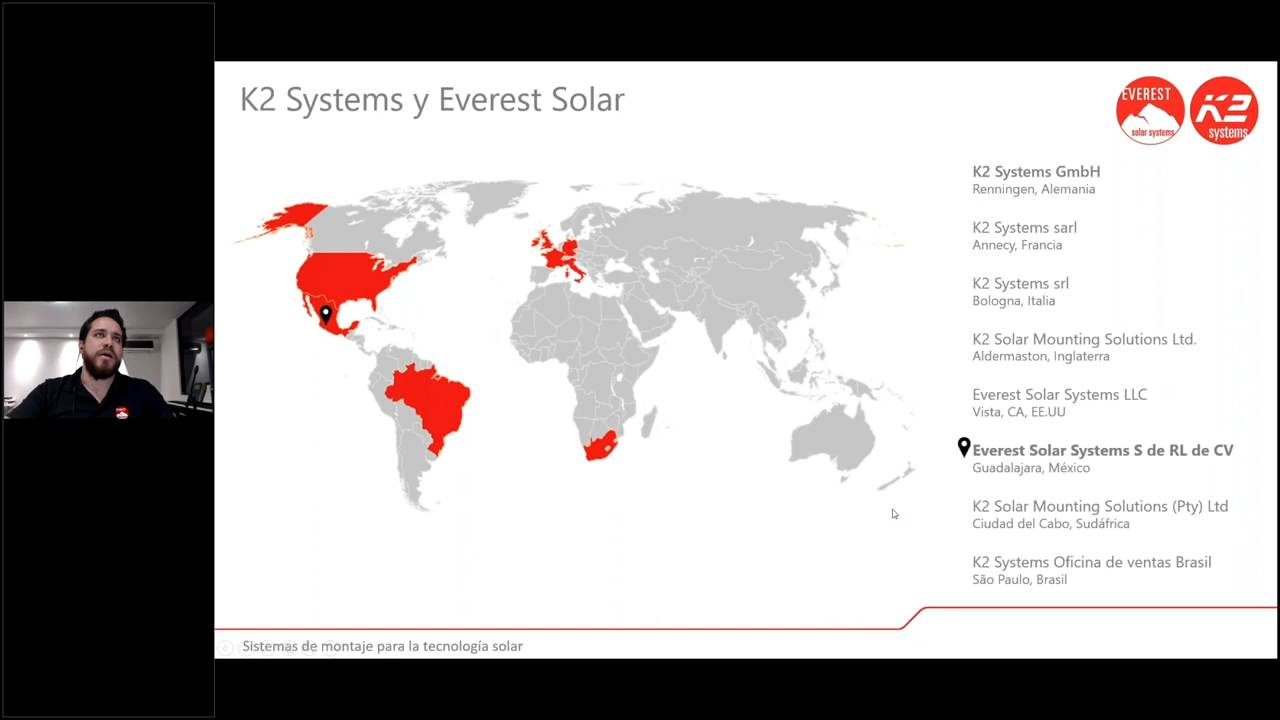 K2 Systems y Everest Solar
EVEREST
solar systems
K2
systems
K2 Systems GmbH
Renningen, Alemania
K2 Systems sarl
Annecy, Francia
K2 Systems srl
Bologna, Italia
K2 Solar Mounting Solutions Ltd.
Aldermaston, Inglaterra
Everest Solar Systems LLC
Vista, CA, EE.UU
Everest Solar Systems S de RL de CV
Guadalajara, México
K2 Solar Mounting Solutions (Pty) Ltd
Ciudad del Cabo, Sudáfrica
K2 Systems Oficina de ventas Brasil
São Paulo, Brasil
Sistemas de montaje para la tecnología solar